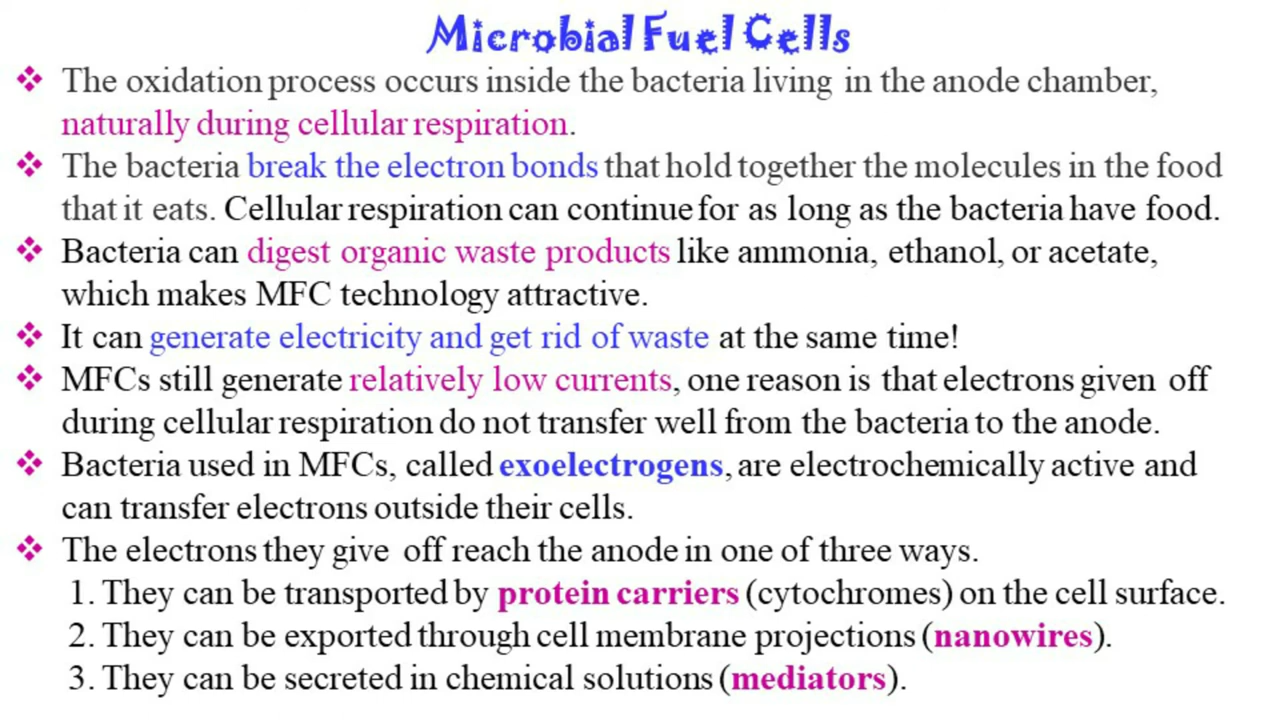 Microbial Fuel Cells
❖ The oxidation process occurs inside the bacteria living in the anode chamber,
naturally during cellular respiration.
❖ The bacteria break the electron bonds that hold together the molecules in the food
that it eats. Cellular respiration can continue for as long as the bacteria have food.
❖ Bacteria can digest organic waste products like ammonia, ethanol, or acetate,
which makes MFC technology attractive.
❖ It can generate electricity and get rid of waste at the same time!
❖ MFCs still generate relatively low currents, one reason is that electrons given off
during cellular respiration do not transfer well from the bacteria to the anode.
❖ Bacteria used in MFCs, called exoelectrogens, are electrochemically active and
can transfer electrons outside their cells.
❖ The electrons they give off reach the anode in one of three ways.
1. They can be transported by protein carriers (cytochromes) on the cell surface.
2. They can be exported through cell membrane projections (nanowires).
3. They can be secreted in chemical solutions (mediators).